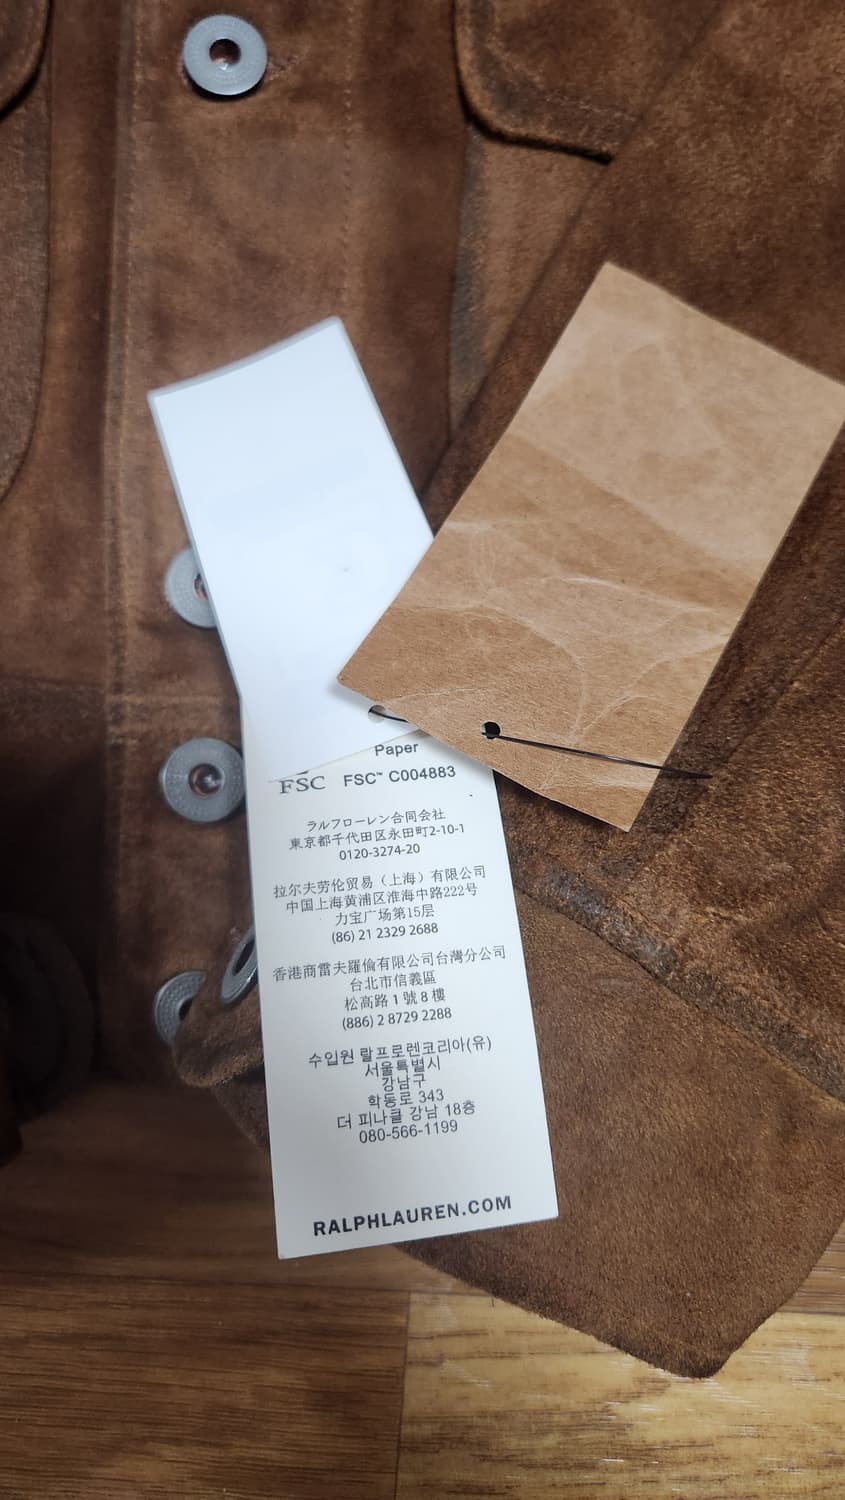 Paper
FSC FSC™ C004883
ラルフローレン合同会社
東京都千代田区永田町2-10-1
0120-3274-20
拉尔夫劳伦贸易（上海）有限公司
中国上海黄浦区淮海中路222号
力宝广场第15层
(86) 21 2329 2688
香港商雷夫羅倫有限公司台灣分公司
台北市信義區
松高路 1 號 8 樓
(886) 2 8729 2288
수입원 랄프로렌코리아(유)
서울특별시
강남구
학동로 343
더 피나클 강남 18층
080-566-1199
RALPHLAUREN.COM